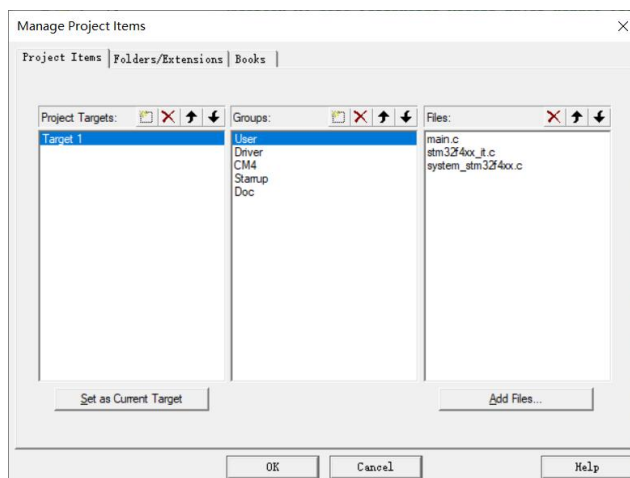 Manage Project Items
Project Items Folders/Extensions Books
Project Targets: Groups: Files:
Target 1
User
Driver
CM4
Startup
Doc
main.c
stm32f4xx_it.c
system_stm32f4xx.c
Set as Current Target
Add Files...
OK Cancel Help